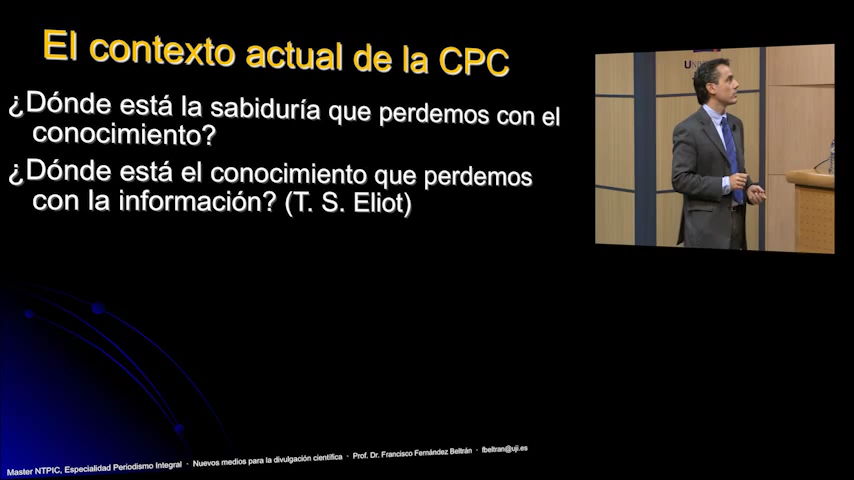 El contexto actual de la CPC
¿Dónde está la sabiduría que perdemos con el
conocimiento?
¿Dónde está el conocimiento que perdemos
con la información? (T. S. Eliot)
Master NTPIC, Especialidad Periodismo Integral · Nuevos medios para la divulgación científica · Prof. Dr. Francisco Fernández Beltrán · fbeltran@uji.es